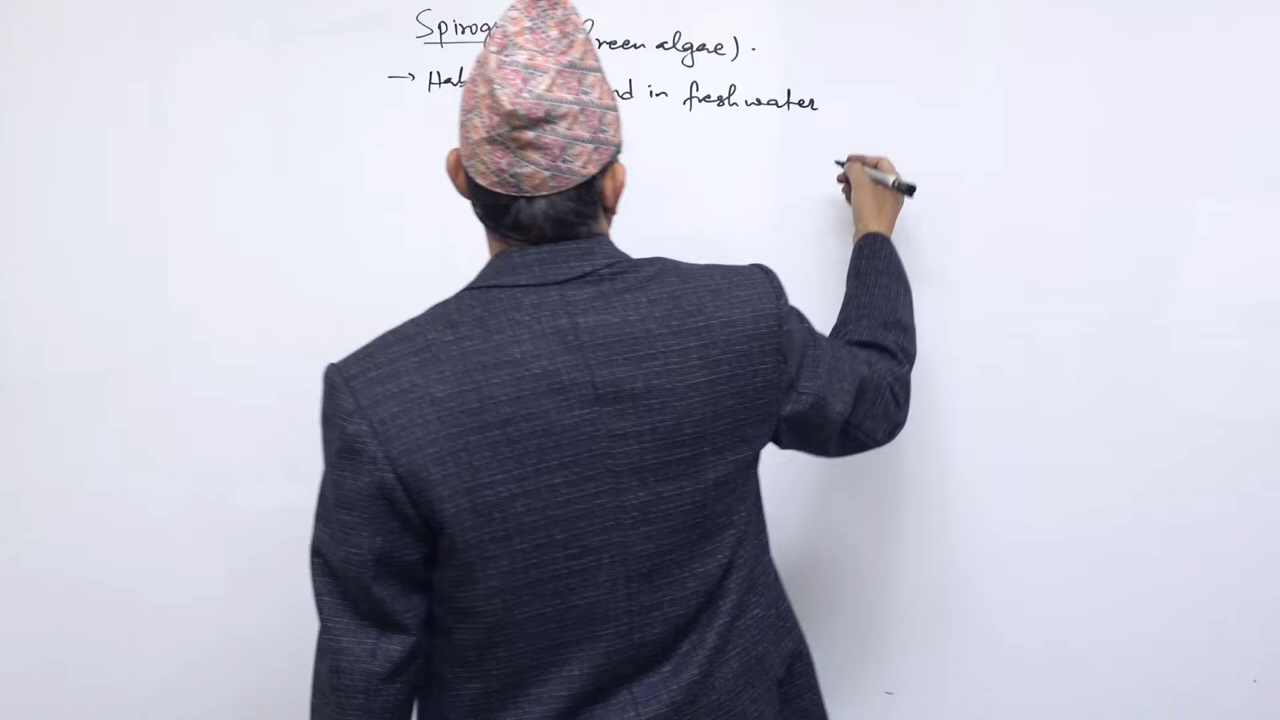 Spirog reen algae).
→ Hab nd in freshwater